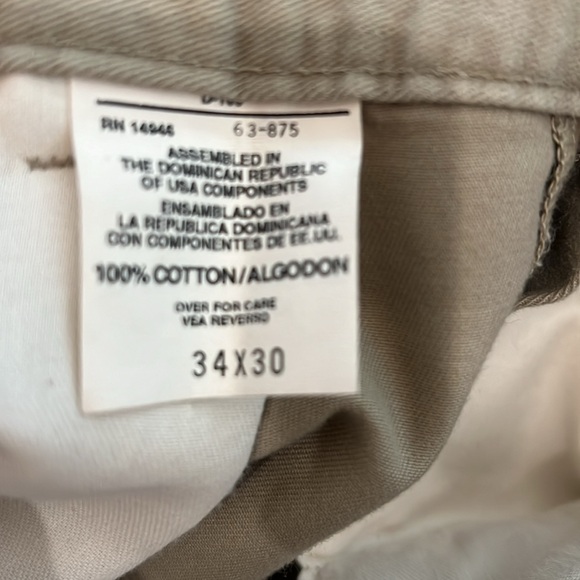 RN 14946 63-875
ASSEMBLED IN
THE DOMINICAN REPUBLIC
OF USA COMPONENTS
ENSAMBLADO EN
LA REPUBLICA DOMINICANA
CON COMPONENTES DE EE.UU.
100% COTTON/ALGODON
OVER FOR CARE
VEA REVERSO
34X30